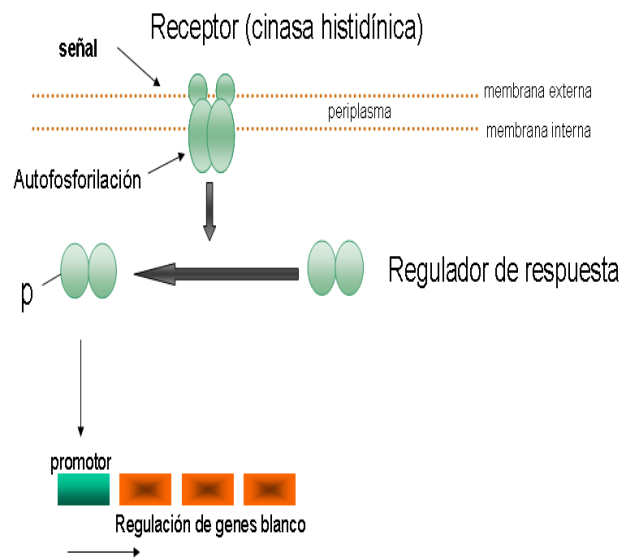 Receptor (cinasa histidínica)
señal
membrana externa
periplasma
membrana interna
Autofosforilación
Regulador de respuesta
p
promotor
Regulación de genes blanco